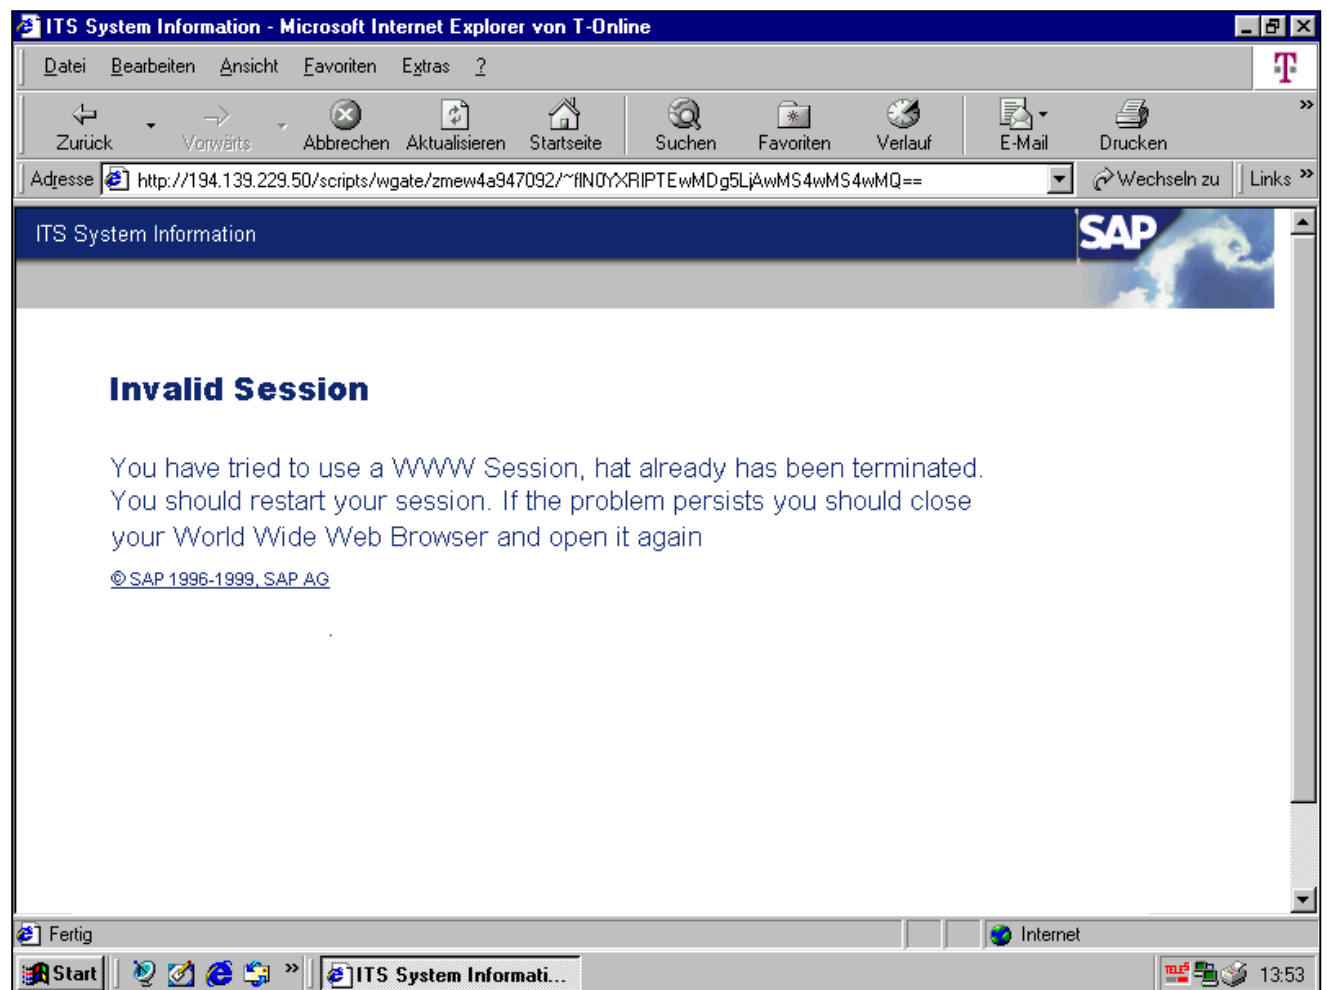 ITS System Information - Microsoft Internet Explorer von T-Online
Datei Bearbeiten Ansicht Favoriten Extras ?
T
Zurück Vorwärts Abbrechen Aktualisieren Startseite Suchen Favoriten Verlauf E-Mail Drucken »
Adresse http://194.139.229.50/scripts/wgate/zmew4a947092/~flN0YXRlPTEwMDg5LjAwMS4wMS4wMQ== Wechseln zu Links »
ITS System Information
SAP
Invalid Session
You have tried to use a WWW Session, hat already has been terminated.
You should restart your session. If the problem persists you should close
your World Wide Web Browser and open it again
© SAP 1996-1999, SAP AG
Fertig Internet
Start » ITS System Informati... TELE5 13:53